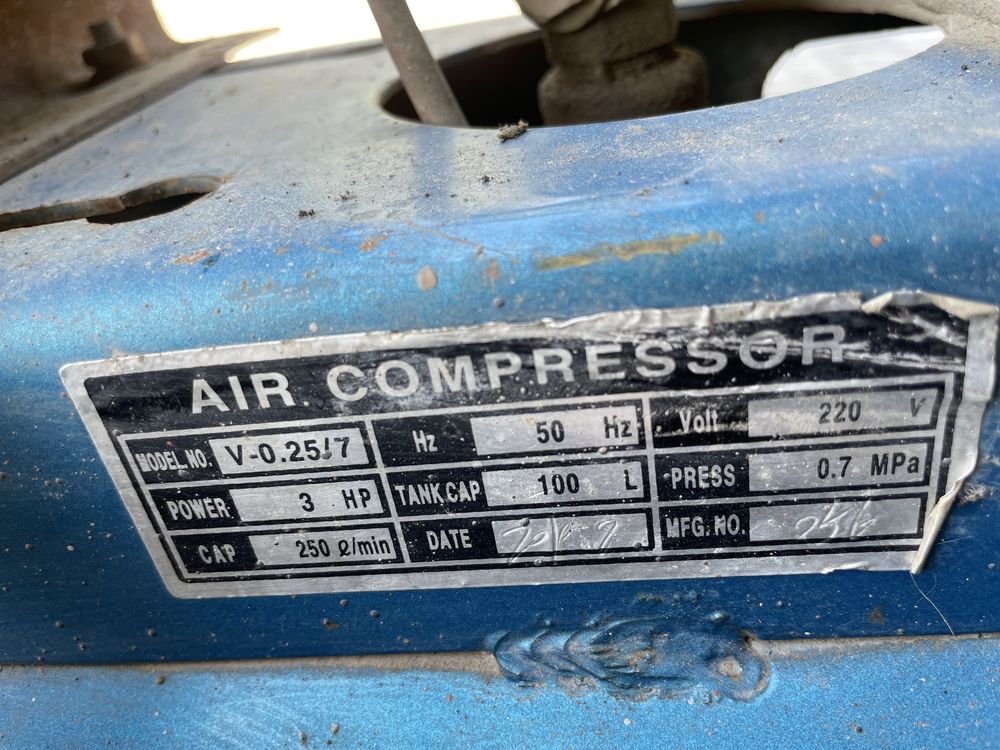 AIR COMPRESSOR
MODEL NO. V-0.25/7 Hz 50 Hz Volt 220 V
POWER 3 HP TANK.CAP 100 L PRESS 0.7 MPa
CAP 250 ℓ/min DATE MFG. NO.